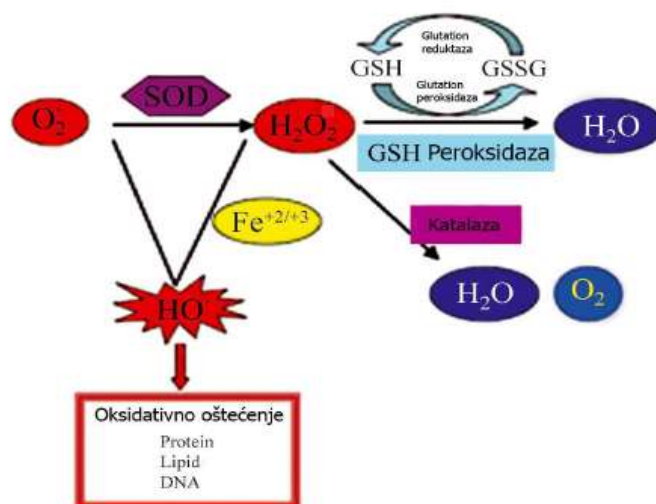 Glutation
reduktaza
GSH
GSSG
Glutation
peroksidaza
SOD
O₂⁻
H₂O₂
H₂O
GSH Peroksidaza
Fe⁺²/⁺³
Katalaza
H₂O
O₂
HO
Oksidativno oštećenje
Protein
Lipid
DNA